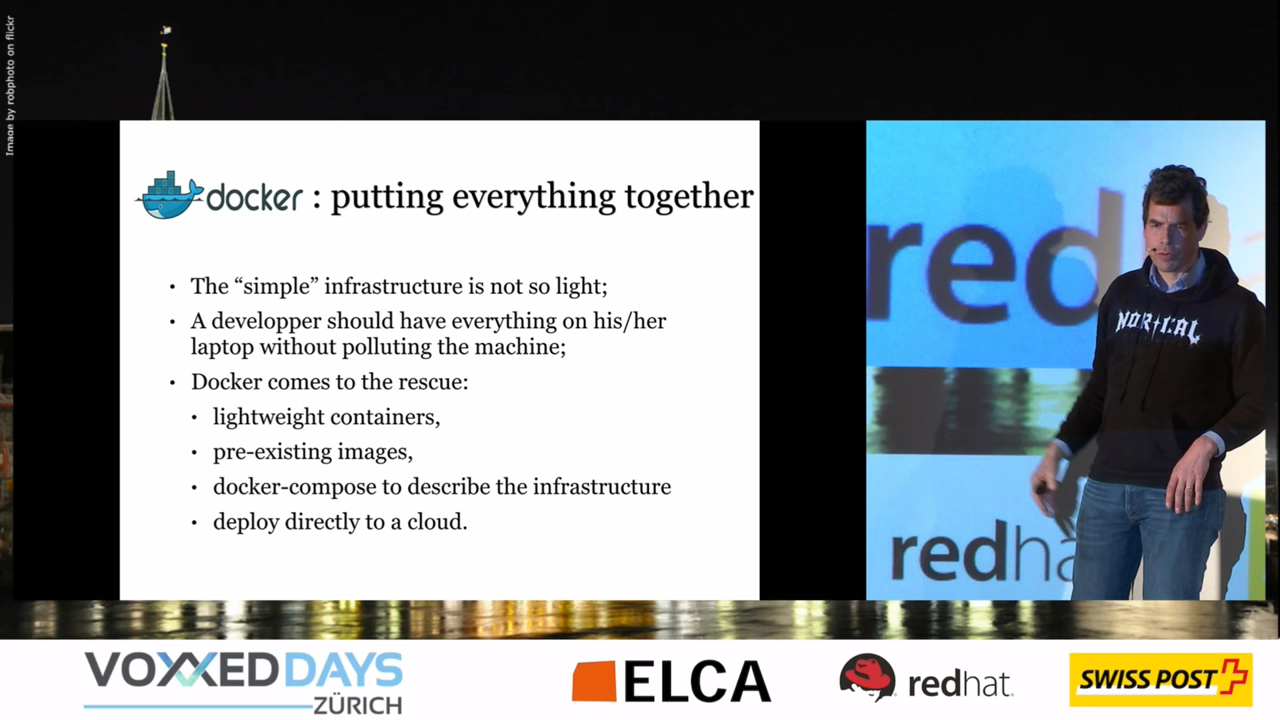 Image by robphoto on flickr
docker : putting everything together
• The “simple” infrastructure is not so light;
• A developper should have everything on his/her
laptop without polluting the machine;
• Docker comes to the rescue:
• lightweight containers,
• pre-existing images,
• docker-compose to describe the infrastructure
• deploy directly to a cloud.
red
NOR+CAL
redha
VOXXED DAYS
ZÜRICH
ELCA
redhat.
SWISS POST